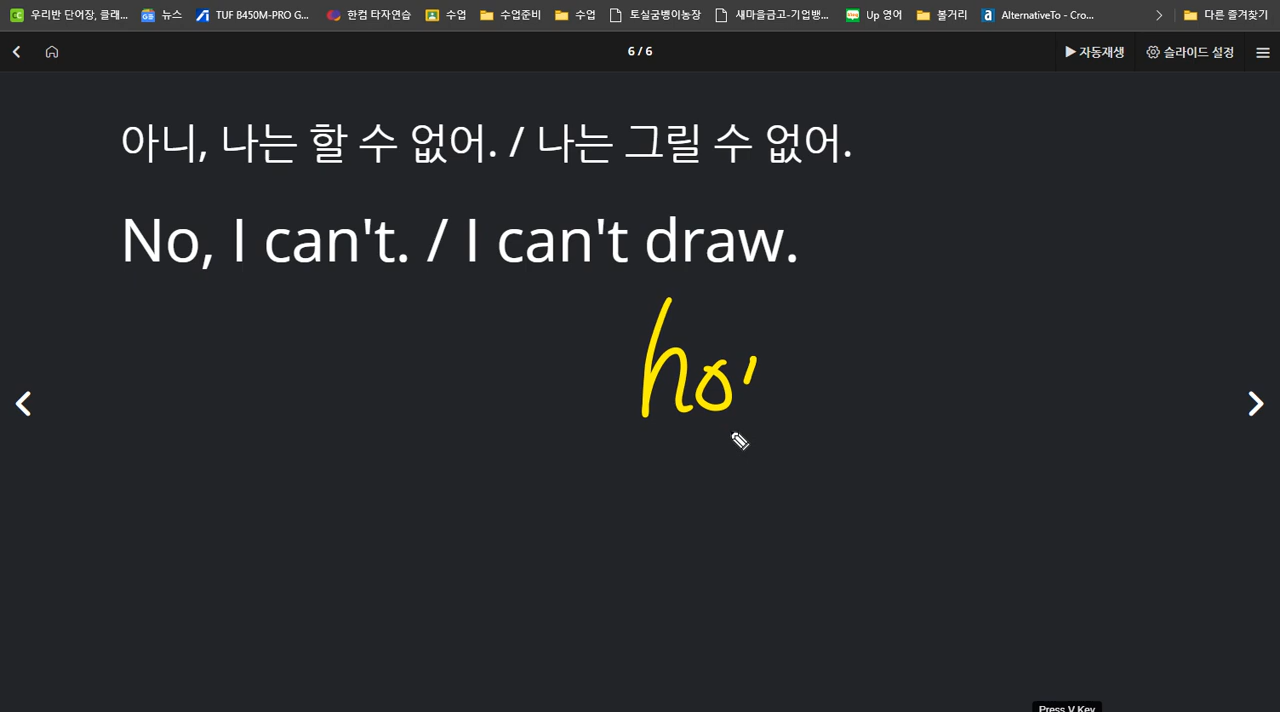 우리반 단어장, 클래... 뉴스 TUF B450M-PRO G... 한컴 타자연습 수업 수업준비 수업 토실굼벵이농장 새마을금고-기업뱅... Up 영어 볼거리 AlternativeTo - Cro... 다른 즐겨찾기
6 / 6 자동재생 슬라이드 설정
아니, 나는 할 수 없어. / 나는 그릴 수 없어.
No, I can't. / I can't draw.
ho'
Press V Key